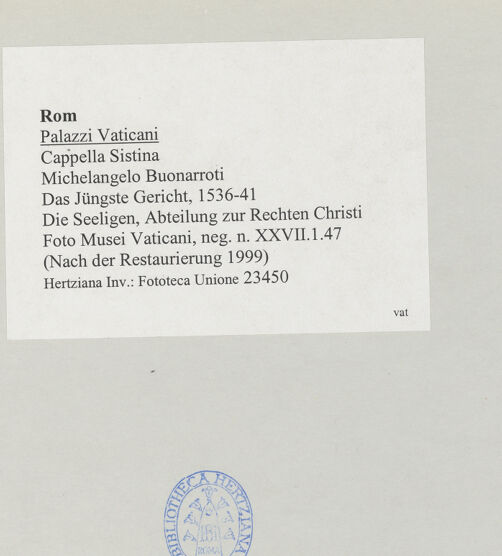 Rom
Palazzi Vaticani
Cappella Sistina
Michelangelo Buonarroti
Das Jüngste Gericht, 1536-41
Die Seeligen, Abteilung zur Rechten Christi
Foto Musei Vaticani, neg. n. XXVII.1.47
(Nach der Restaurierung 1999)
Hertziana Inv.: Fototeca Unione 23450
vat
BIBLIOTHECA HERTZIANA
ROMA